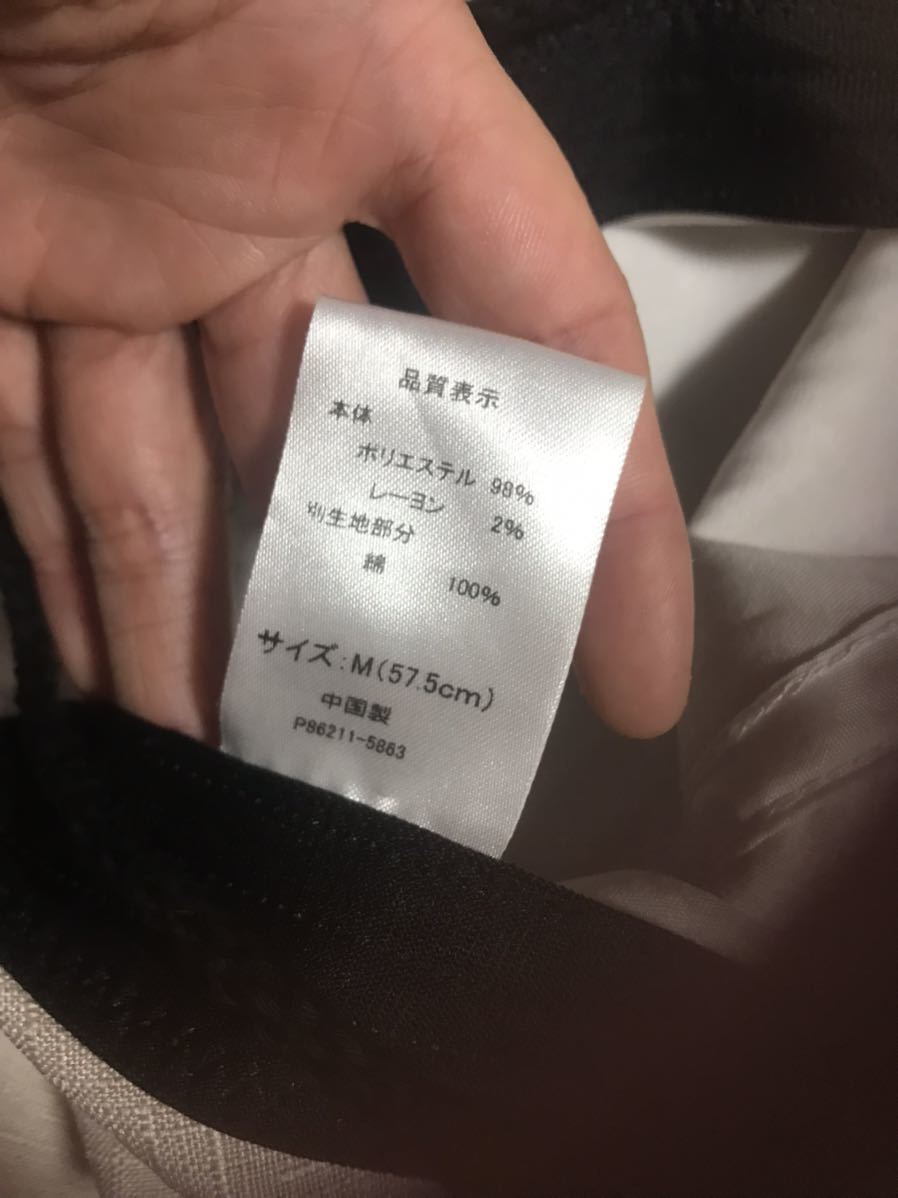 品質表示
本体
ポリエステル 98%
レーヨン 2%
別生地部分
綿 100%
サイズ:M(57.5cm)
中国製
P86211-5863